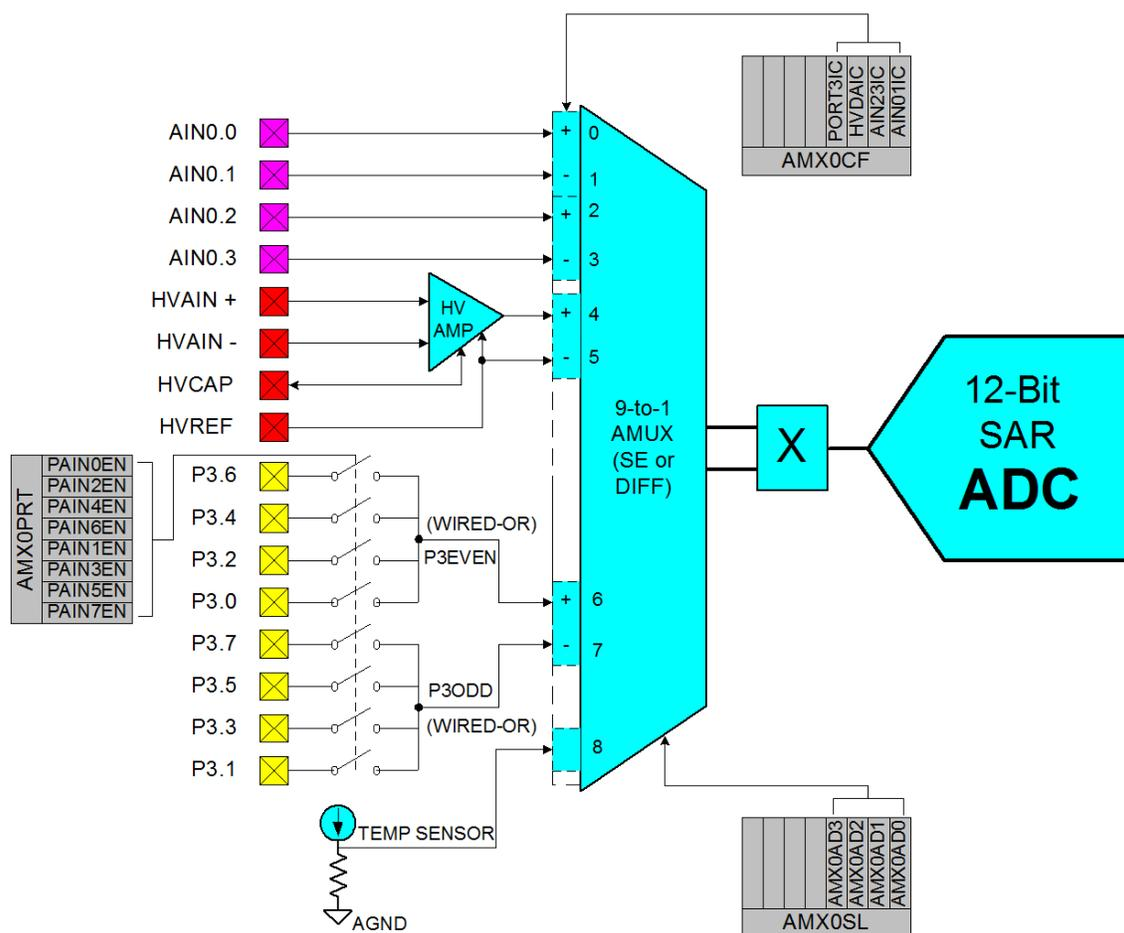 PORT3IC
HVDAIC
AIN23IC
AIN01IC
AMX0CF
AIN0.0
+
0
AIN0.1
-
1
AIN0.2
+
2
AIN0.3
-
3
HVAIN +
HV
AMP
+
4
HVAIN -
-
5
HVCAP
HVREF
9-to-1
AMUX
(SE or
DIFF)
X
12-Bit
SAR
ADC
AMX0PRT
PAIN0EN
PAIN2EN
PAIN4EN
PAIN6EN
PAIN1EN
PAIN3EN
PAIN5EN
PAIN7EN
P3.6
P3.4
(WIRED-OR)
P3.2
P3EVEN
P3.0
+
6
P3.7
-
7
P3.5
P3ODD
P3.3
(WIRED-OR)
8
P3.1
TEMP SENSOR
AGND
AMX0AD3
AMX0AD2
AMX0AD1
AMX0AD0
AMX0SL